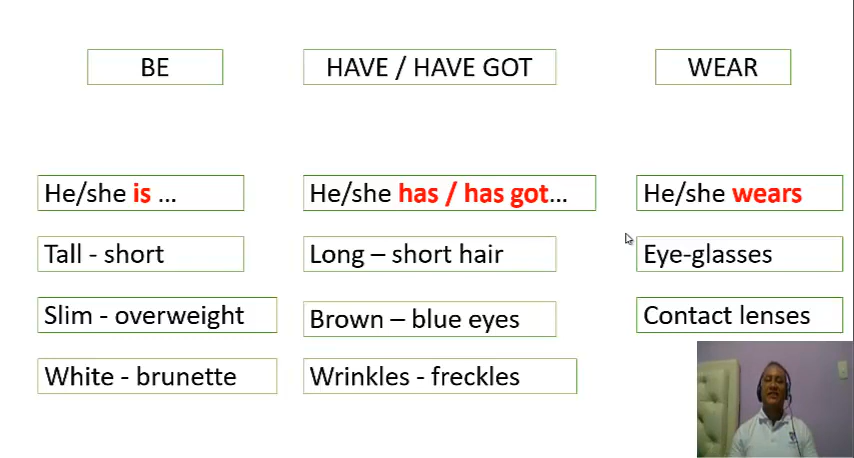 BE
HAVE / HAVE GOT
WEAR
He/she is ...
He/she has / has got...
He/she wears
Tall - short
Long – short hair
Eye-glasses
Slim - overweight
Brown – blue eyes
Contact lenses
White - brunette
Wrinkles - freckles